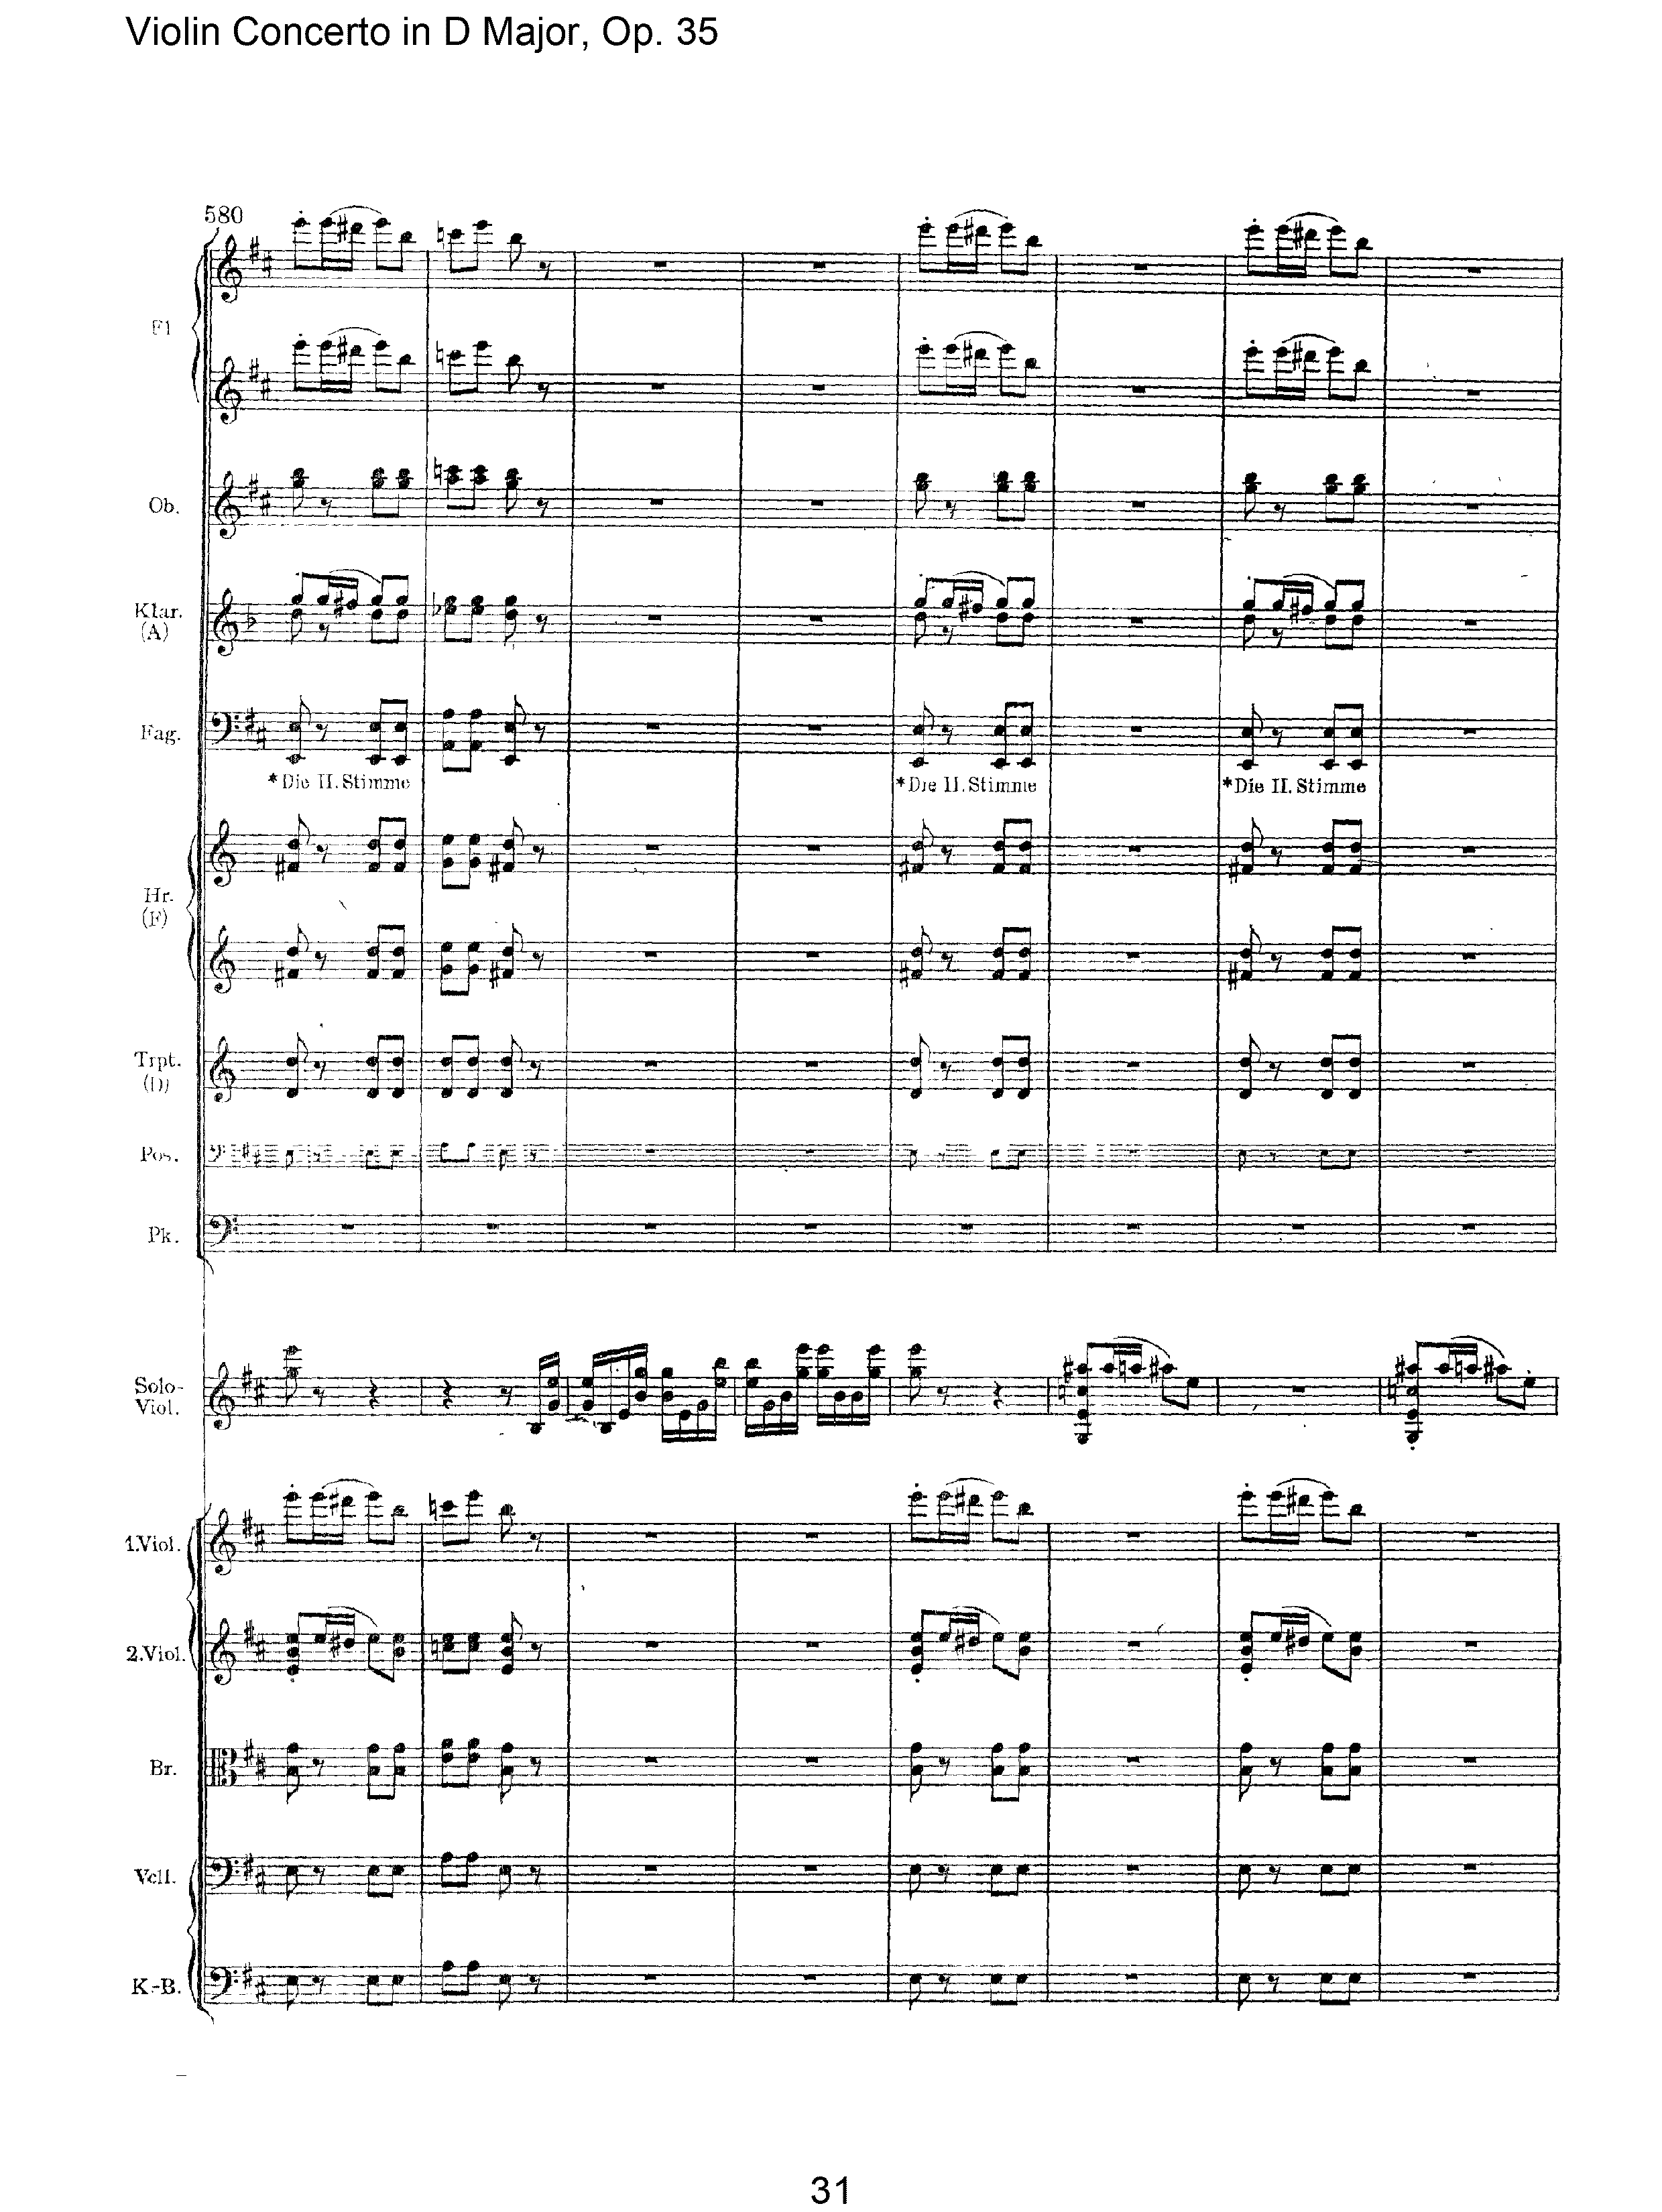 Violin Concerto in D Major, Op. 35
580
Fl
Ob.
Klar.
(A)
Fag.
*Die II. Stimme *Die II. Stimme *Die II. Stimme
Hr.
(F)
Trpt.
(D)
Pos.
Pk.
Solo-
Viol.
1.Viol.
2.Viol.
Br.
Vcll.
K.-B.
31